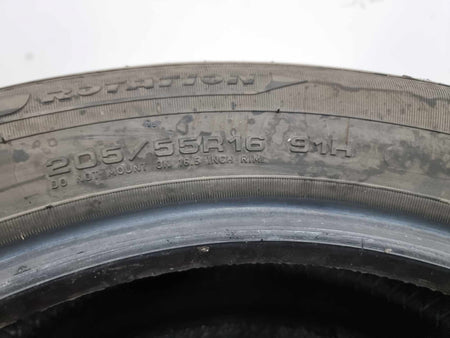 ROTATION
205/55R16 91H
DO NOT MOUNT ON 16.5 INCH RIM.